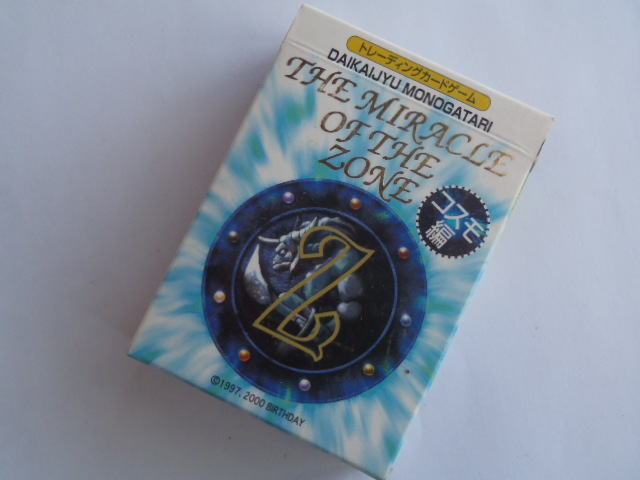 トレーディングカードゲーム
DAIKAIJYU MONOGATARI
THE MIRACLE
OF THE
ZONE
コスモ
編
2
©1997, 2000 BIRTHDAY